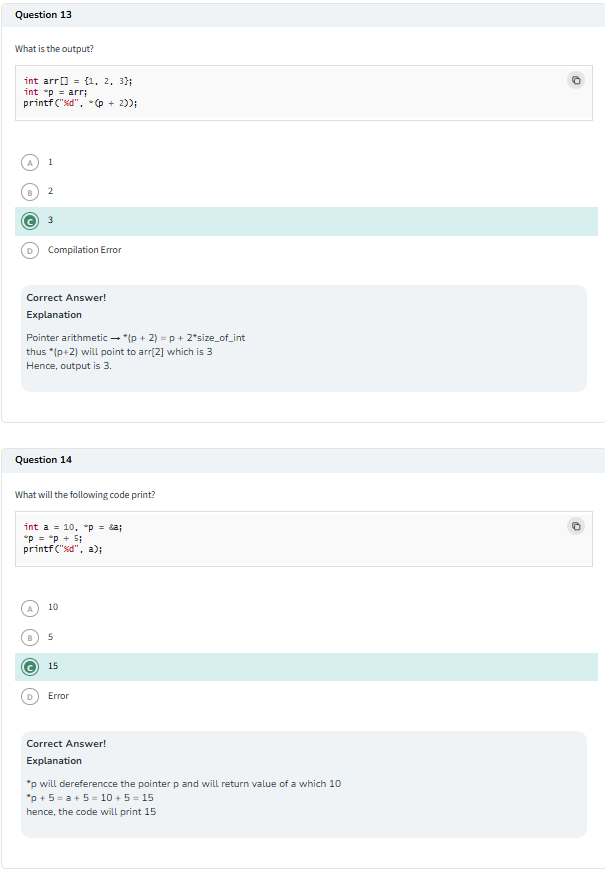 Question 13
What is the output?
int arr[] = {1, 2, 3};
int *p = arr;
printf("%d", *(p + 2));
A 1
B 2
C 3
D Compilation Error
Correct Answer!
Explanation
Pointer arithmetic → *(p + 2) = p + 2*size_of_int
thus *(p+2) will point to arr[2] which is 3
Hence, output is 3.
Question 14
What will the following code print?
int a = 10, *p = &a;
*p = *p + 5;
printf("%d", a);
A 10
B 5
C 15
D Error
Correct Answer!
Explanation
*p will dereferencce the pointer p and will return value of a which 10
*p + 5 = a + 5 = 10 + 5 = 15
hence, the code will print 15